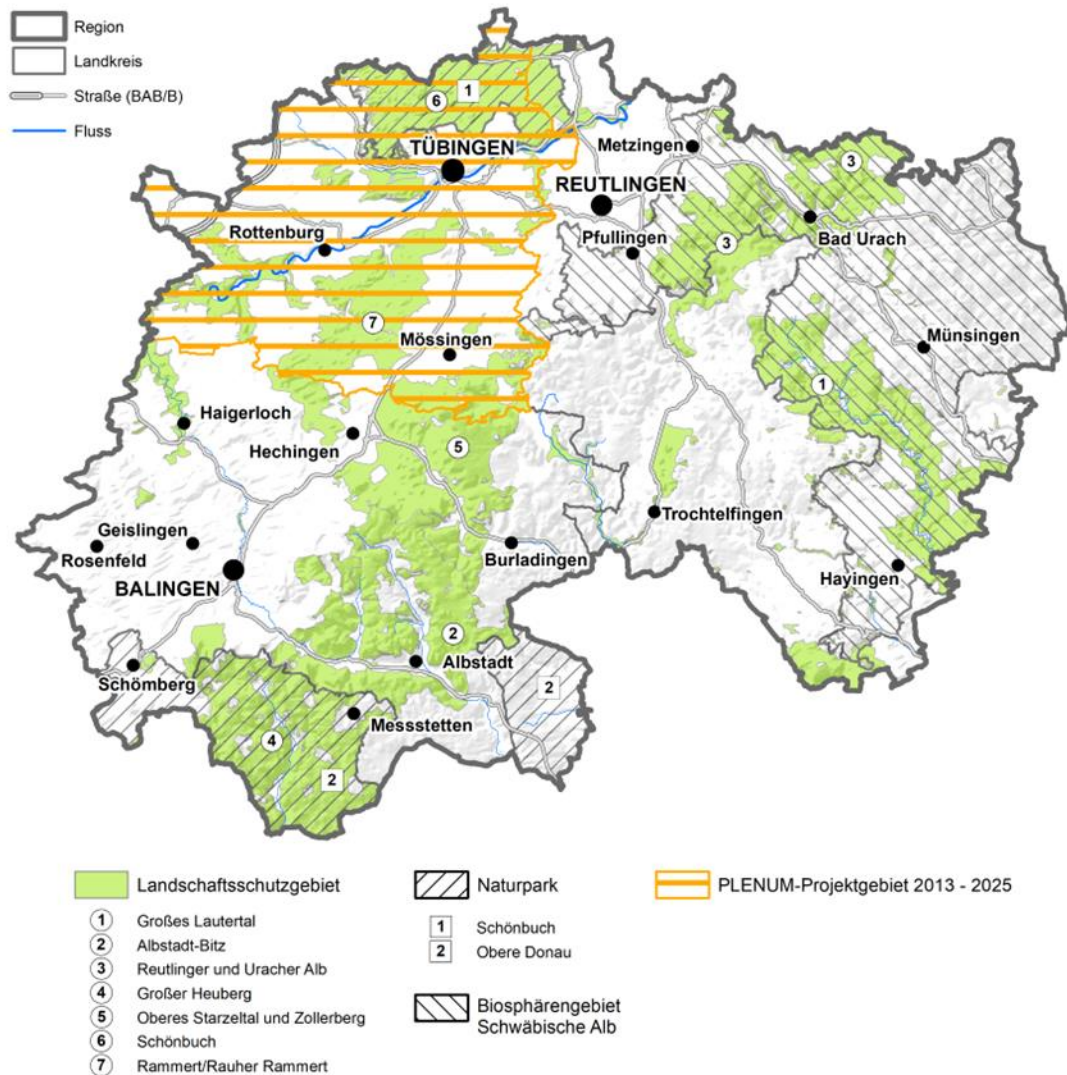 Region
Landkreis
Straße (BAB/B)
Fluss
6
1
TÜBINGEN
Metzingen
3
REUTLINGEN
Rottenburg
Pfullingen
3
Bad Urach
7
Mössingen
Münsingen
1
Haigerloch
Hechingen
5
Trochtelfingen
Geislingen
Rosenfeld
Burladingen
BALINGEN
Hayingen
2
Albstadt
Schömberg
2
Messstetten
4
2
Landschaftsschutzgebiet
1 Großes Lautertal
2 Albstadt-Bitz
3 Reutlinger und Uracher Alb
4 Großer Heuberg
5 Oberes Starzeltal und Zollerberg
6 Schönbuch
7 Rammert/Rauher Rammert
Naturpark
1 Schönbuch
2 Obere Donau
Biosphärengebiet
Schwäbische Alb
PLENUM-Projektgebiet 2013 - 2025